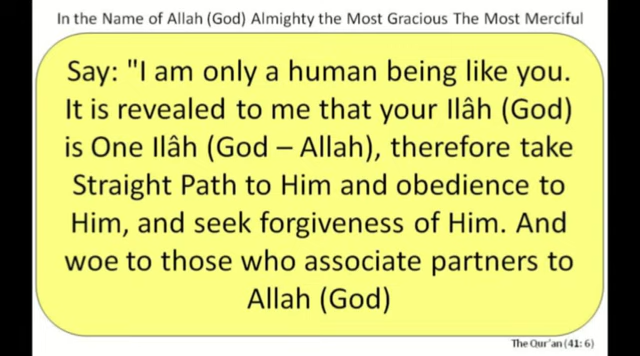 In the Name of Allah (God) Almighty the Most Gracious The Most Merciful
Say: "I am only a human being like you.
It is revealed to me that your Ilâh (God)
is One Ilâh (God – Allah), therefore take
Straight Path to Him and obedience to
Him, and seek forgiveness of Him. And
woe to those who associate partners to
Allah (God)
The Qur'an (41: 6)